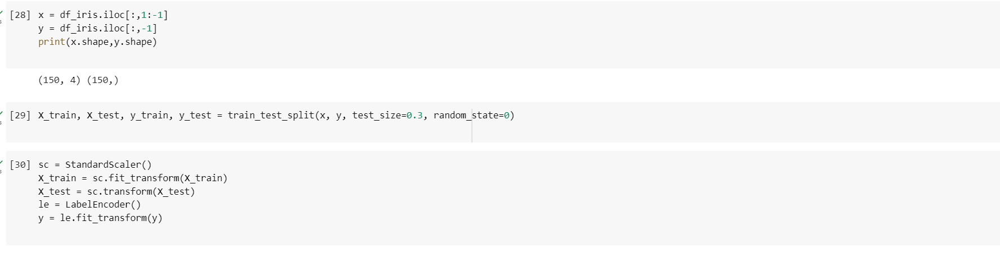 [28] x = df_iris.iloc[:,1:-1]
y = df_iris.iloc[:,-1]
print(x.shape,y.shape)
(150, 4) (150,)
[29] X_train, X_test, y_train, y_test = train_test_split(x, y, test_size=0.3, random_state=0)
[30] sc = StandardScaler()
X_train = sc.fit_transform(X_train)
X_test = sc.transform(X_test)
le = LabelEncoder()
y = le.fit_transform(y)